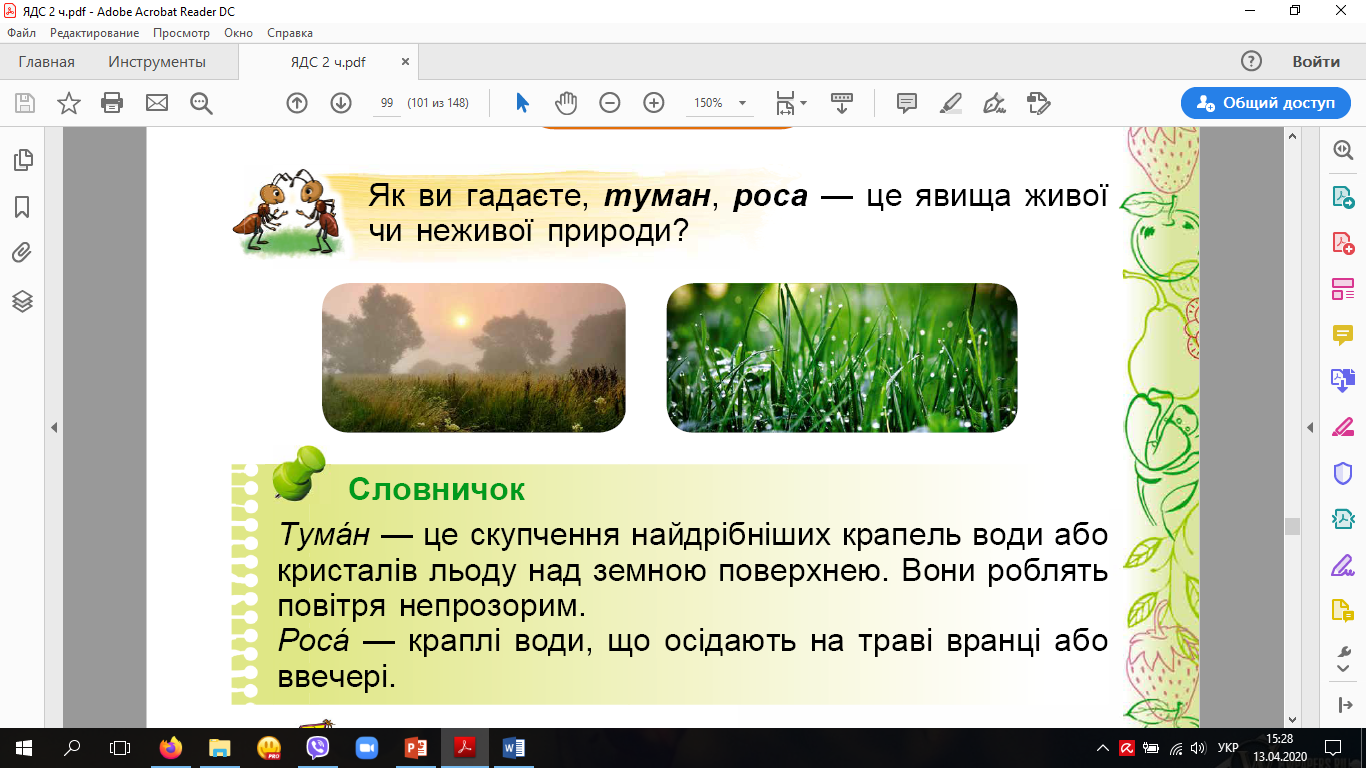 ЯДС 2 ч.pdf - Adobe Acrobat Reader DC
Файл Редактирование Просмотр Окно Справка
Главная Инструменты ЯДС 2 ч.pdf × Войти
99 (101 из 148) 150% Общий доступ
Як ви гадаєте, туман, роса — це явища живої
чи неживої природи?
Словничок
Тума́н — це скупчення найдрібніших крапель води або
кристалів льоду над земною поверхнею. Вони роблять
повітря непрозорим.
Роса́ — краплі води, що осідають на траві вранці або
ввечері.
PRO
УКР
15:28
13.04.2020